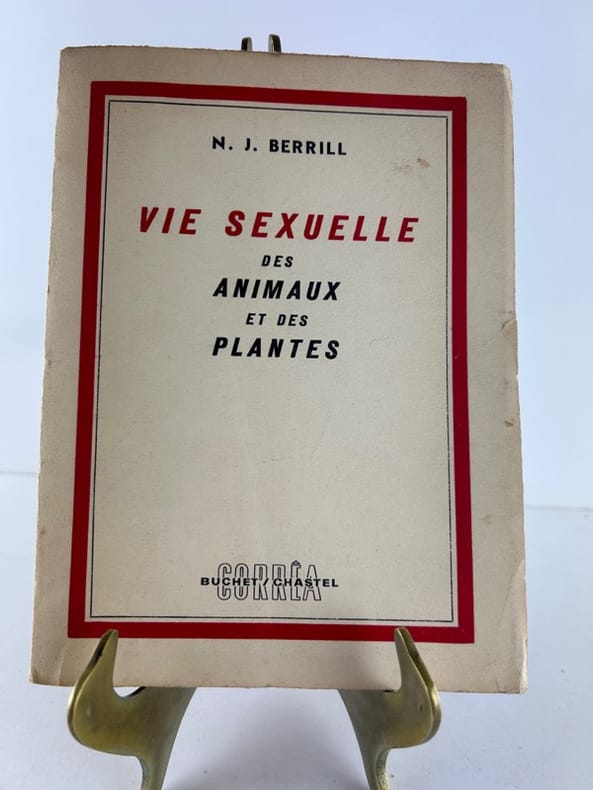 N. J. BERRILL
VIE SEXUELLE
DES
ANIMAUX
ET DES
PLANTES
CORRÊA
BUCHET / CHASTEL